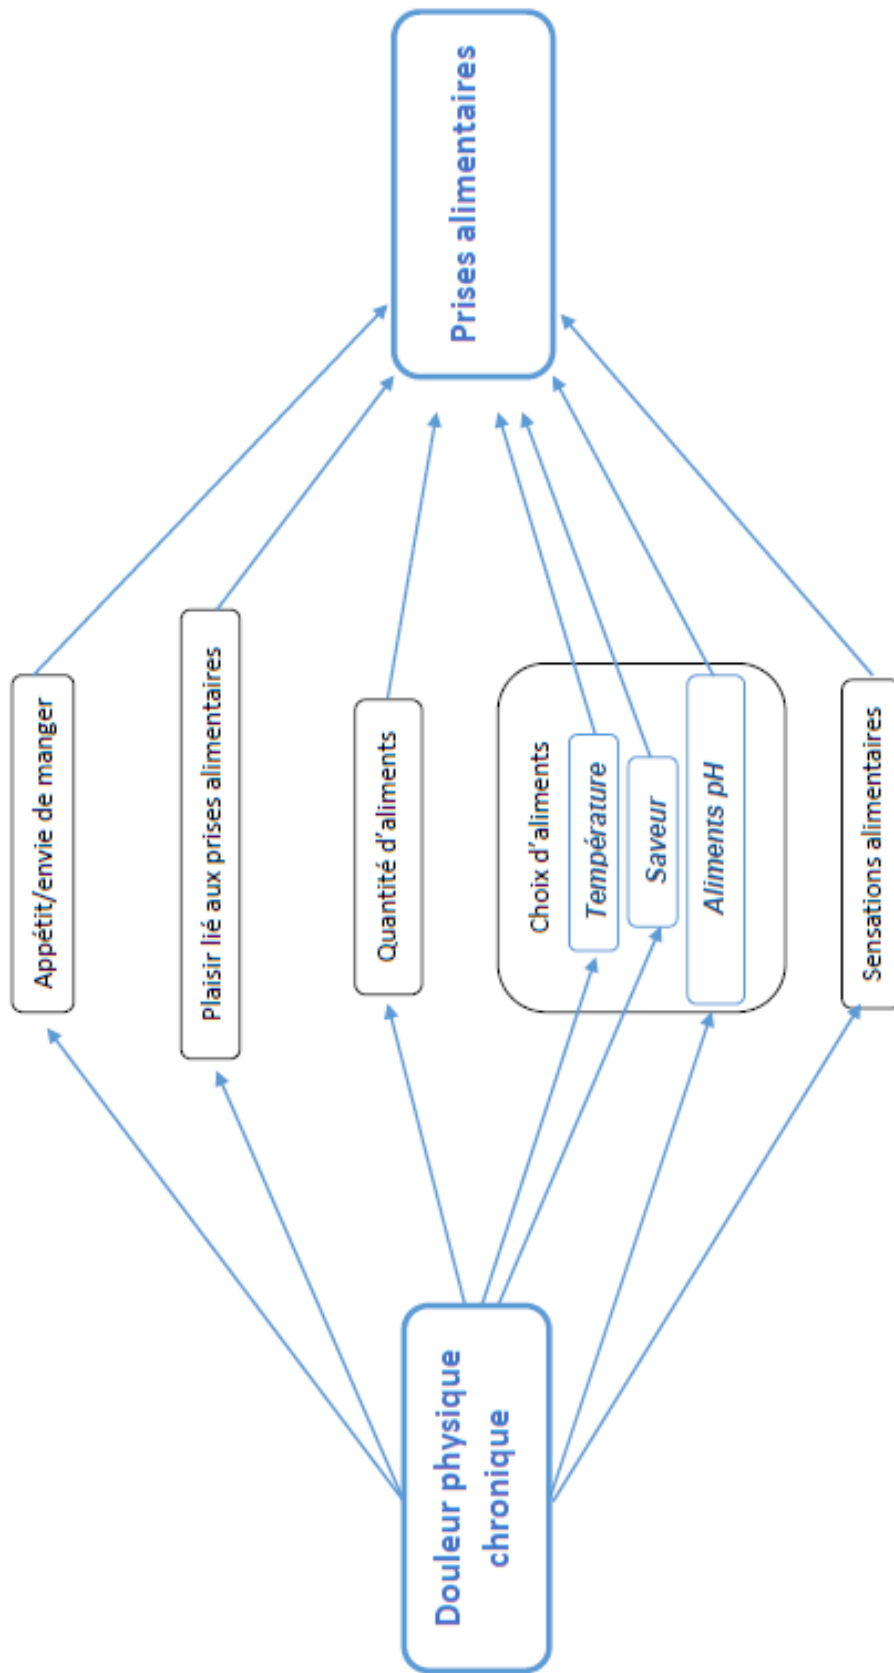 Douleur physique
chronique
Appétit/envie de manger
Plaisir lié aux prises alimentaires
Quantité d'aliments
Choix d'aliments
Température
Saveur
Aliments pH
Sensations alimentaires
Prises alimentaires